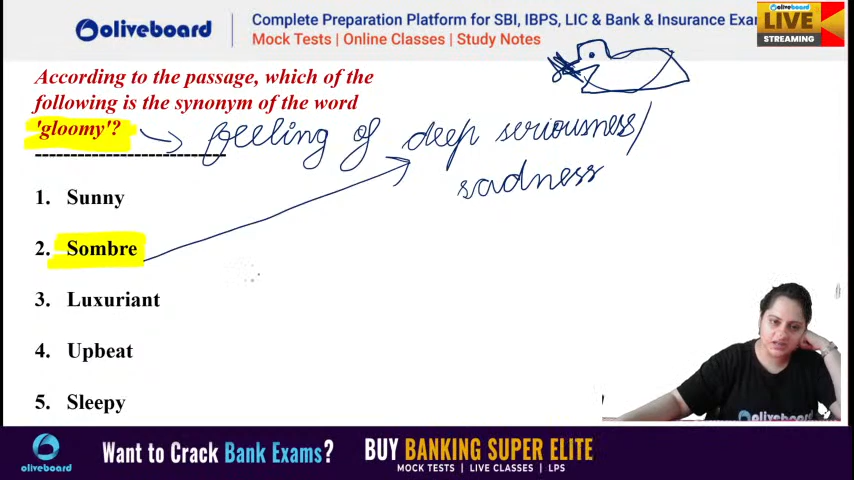 oliveboard
Complete Preparation Platform for SBI, IBPS, LIC & Bank & Insurance Exa
Mock Tests | Online Classes | Study Notes
oliveboard
LIVE
STREAMING
According to the passage, which of the
following is the synonym of the word
'gloomy'?
feeling of deep seriousness/
sadness
1. Sunny
2. Sombre
3. Luxuriant
4. Upbeat
5. Sleepy
oliveboard
oliveboard
Want to Crack Bank Exams?
BUY BANKING SUPER ELITE
MOCK TESTS | LIVE CLASSES | LPS